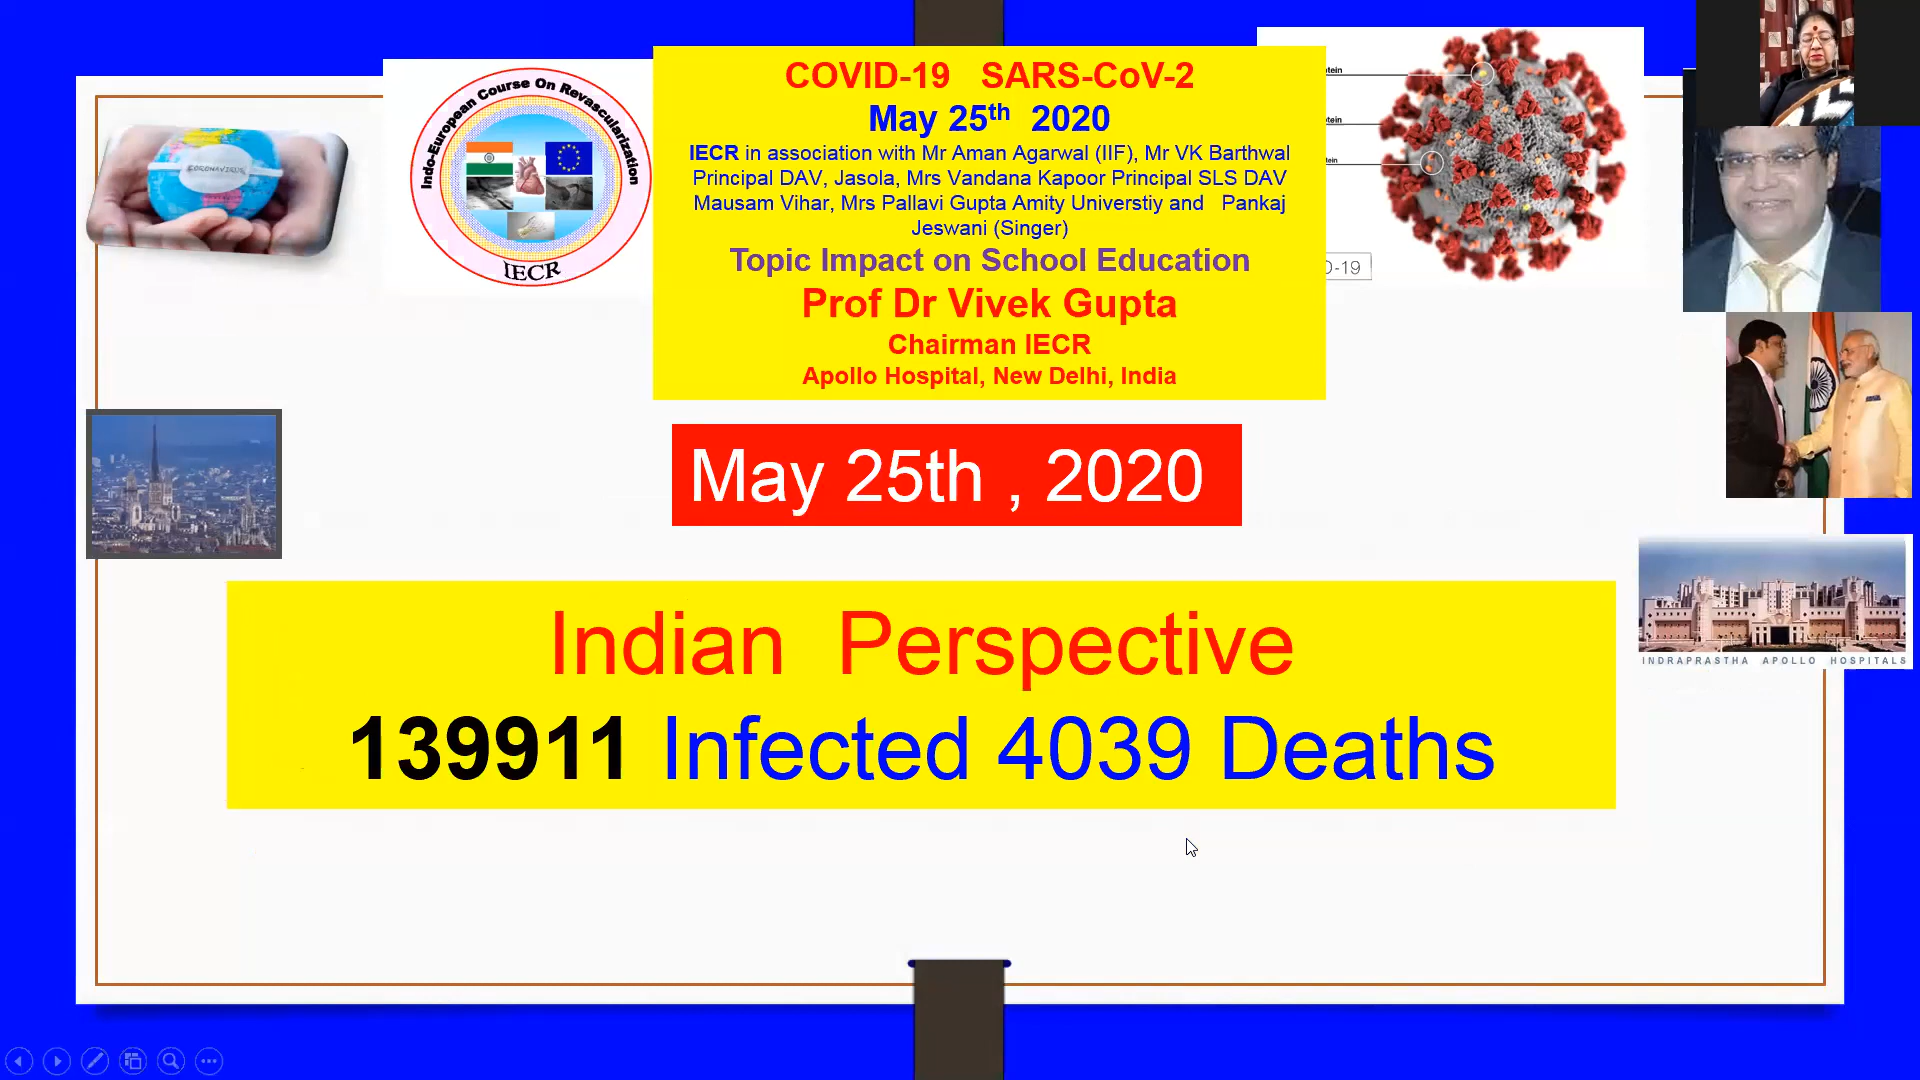 Indo-European Course On Revascularization
IECR
CORONAVIRUS
COVID-19 SARS-CoV-2
May 25th 2020
IECR in association with Mr Aman Agarwal (IIF), Mr VK Barthwal
Principal DAV, Jasola, Mrs Vandana Kapoor Principal SLS DAV
Mausam Vihar, Mrs Pallavi Gupta Amity Universtiy and Pankaj
Jeswani (Singer)
Topic Impact on School Education
Prof Dr Vivek Gupta
Chairman IECR
Apollo Hospital, New Delhi, India
May 25th , 2020
INDRAPRASTHA APOLLO HOSPITALS
Indian Perspective
139911 Infected 4039 Deaths